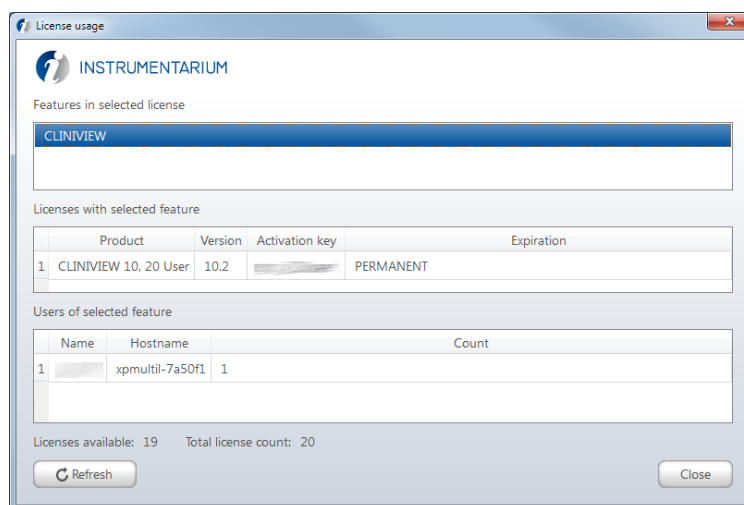 License usage
INSTRUMENTARIUM
Features in selected license
CLINIVIEW
Licenses with selected feature
Product Version Activation key Expiration
1 CLINIVIEW 10, 20 User 10.2 PERMANENT
Users of selected feature
Name Hostname Count
1 xpmultil-7a50f1 1
Licenses available: 19 Total license count: 20
Refresh Close